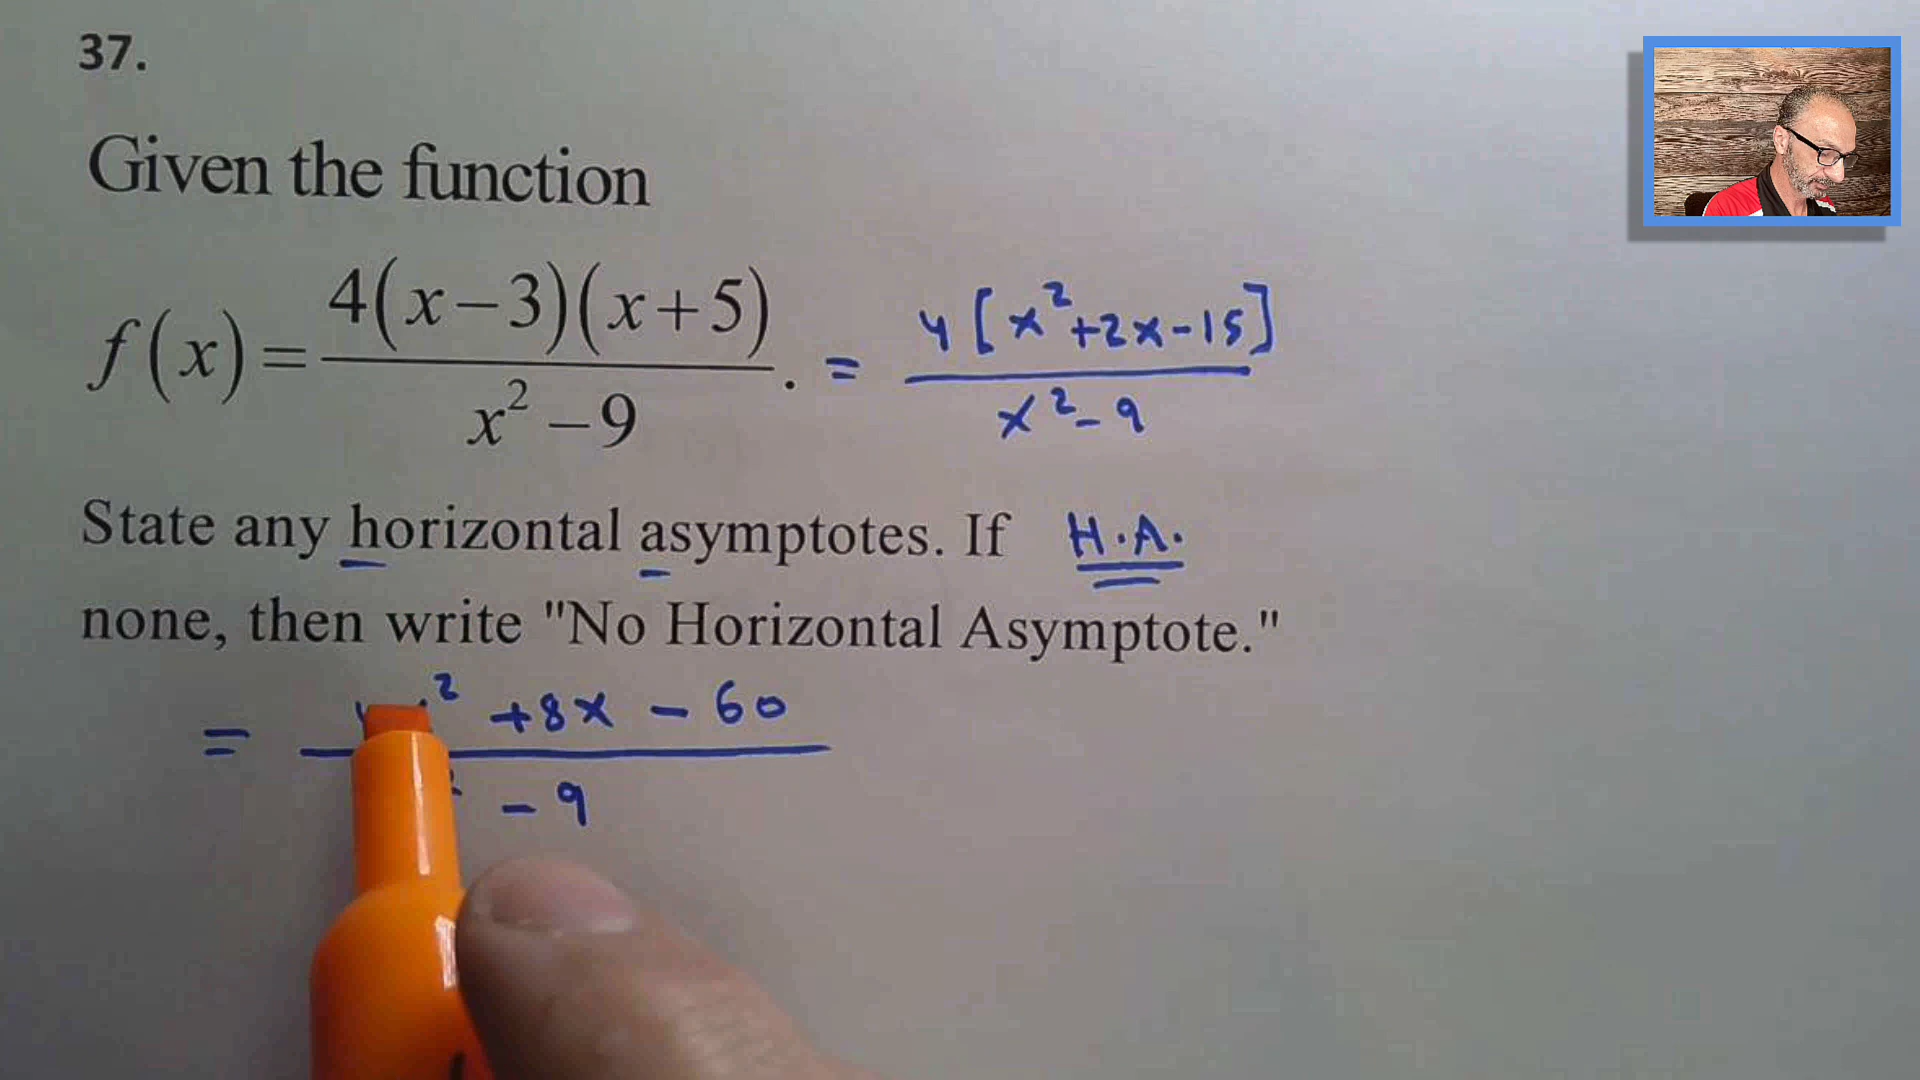 37.
Given the function
f(x) = 4(x−3)(x+5) / x² − 9 . = 4[x²+2x−15] / x² − 9
State any horizontal asymptotes. If H.A.
none, then write "No Horizontal Asymptote."
= ² +8x − 60 / − 9